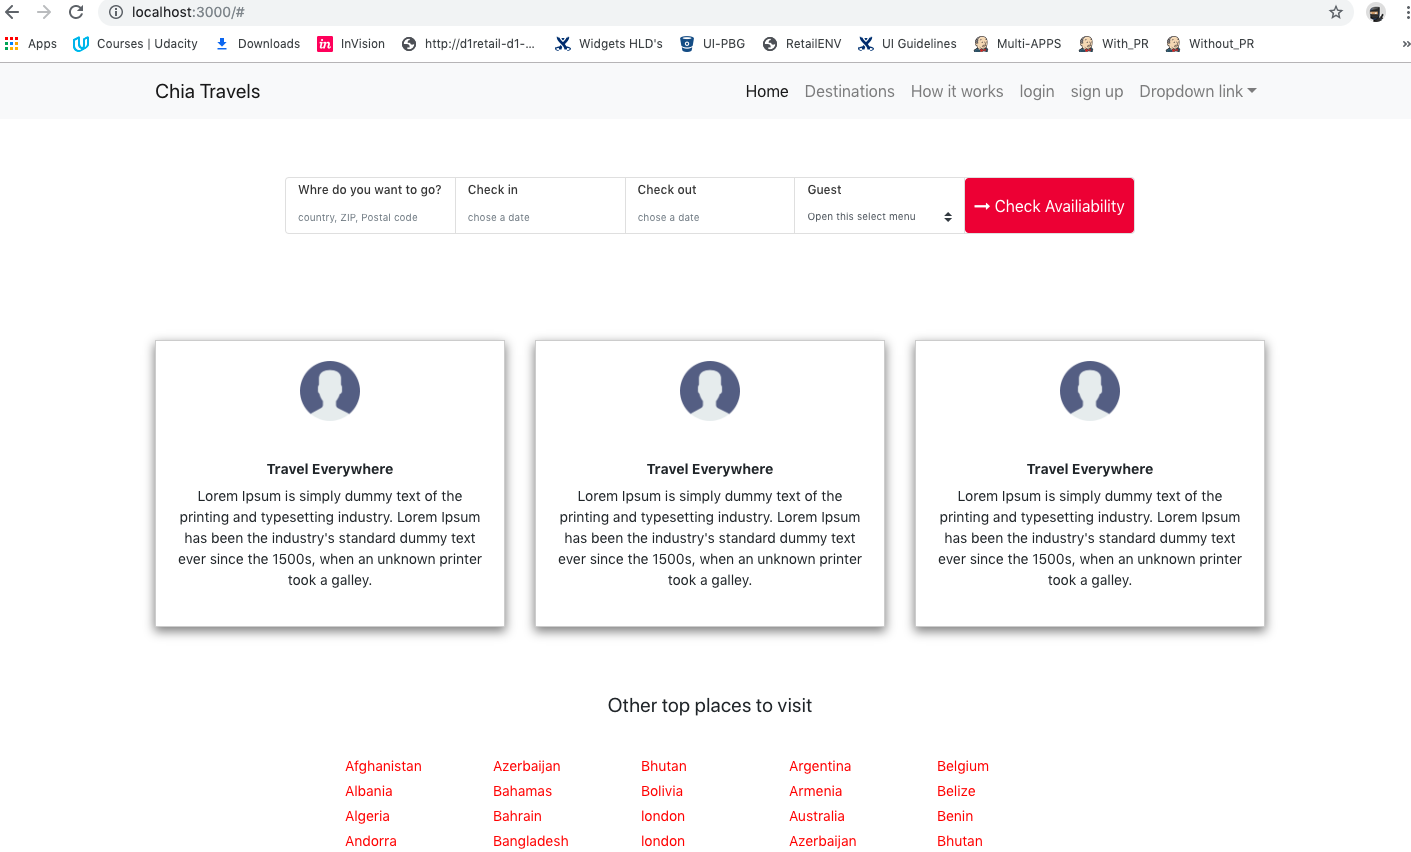 localhost:3000/#
Apps Courses | Udacity Downloads InVision http://d1retail-d1-... Widgets HLD's UI-PBG RetailENV UI Guidelines Multi-APPS With_PR Without_PR »
Chia Travels Home Destinations How it works login sign up Dropdown link
Whre do you want to go? Check in Check out Guest
country, ZIP, Postal code chose a date chose a date Open this select menu
Check Availiability
Travel Everywhere
Lorem Ipsum is simply dummy text of the
printing and typesetting industry. Lorem Ipsum
has been the industry's standard dummy text
ever since the 1500s, when an unknown printer
took a galley.
Travel Everywhere
Lorem Ipsum is simply dummy text of the
printing and typesetting industry. Lorem Ipsum
has been the industry's standard dummy text
ever since the 1500s, when an unknown printer
took a galley.
Travel Everywhere
Lorem Ipsum is simply dummy text of the
printing and typesetting industry. Lorem Ipsum
has been the industry's standard dummy text
ever since the 1500s, when an unknown printer
took a galley.
Other top places to visit
Afghanistan Azerbaijan Bhutan Argentina Belgium
Albania Bahamas Bolivia Armenia Belize
Algeria Bahrain london Australia Benin
Andorra Bangladesh london Azerbaijan Bhutan